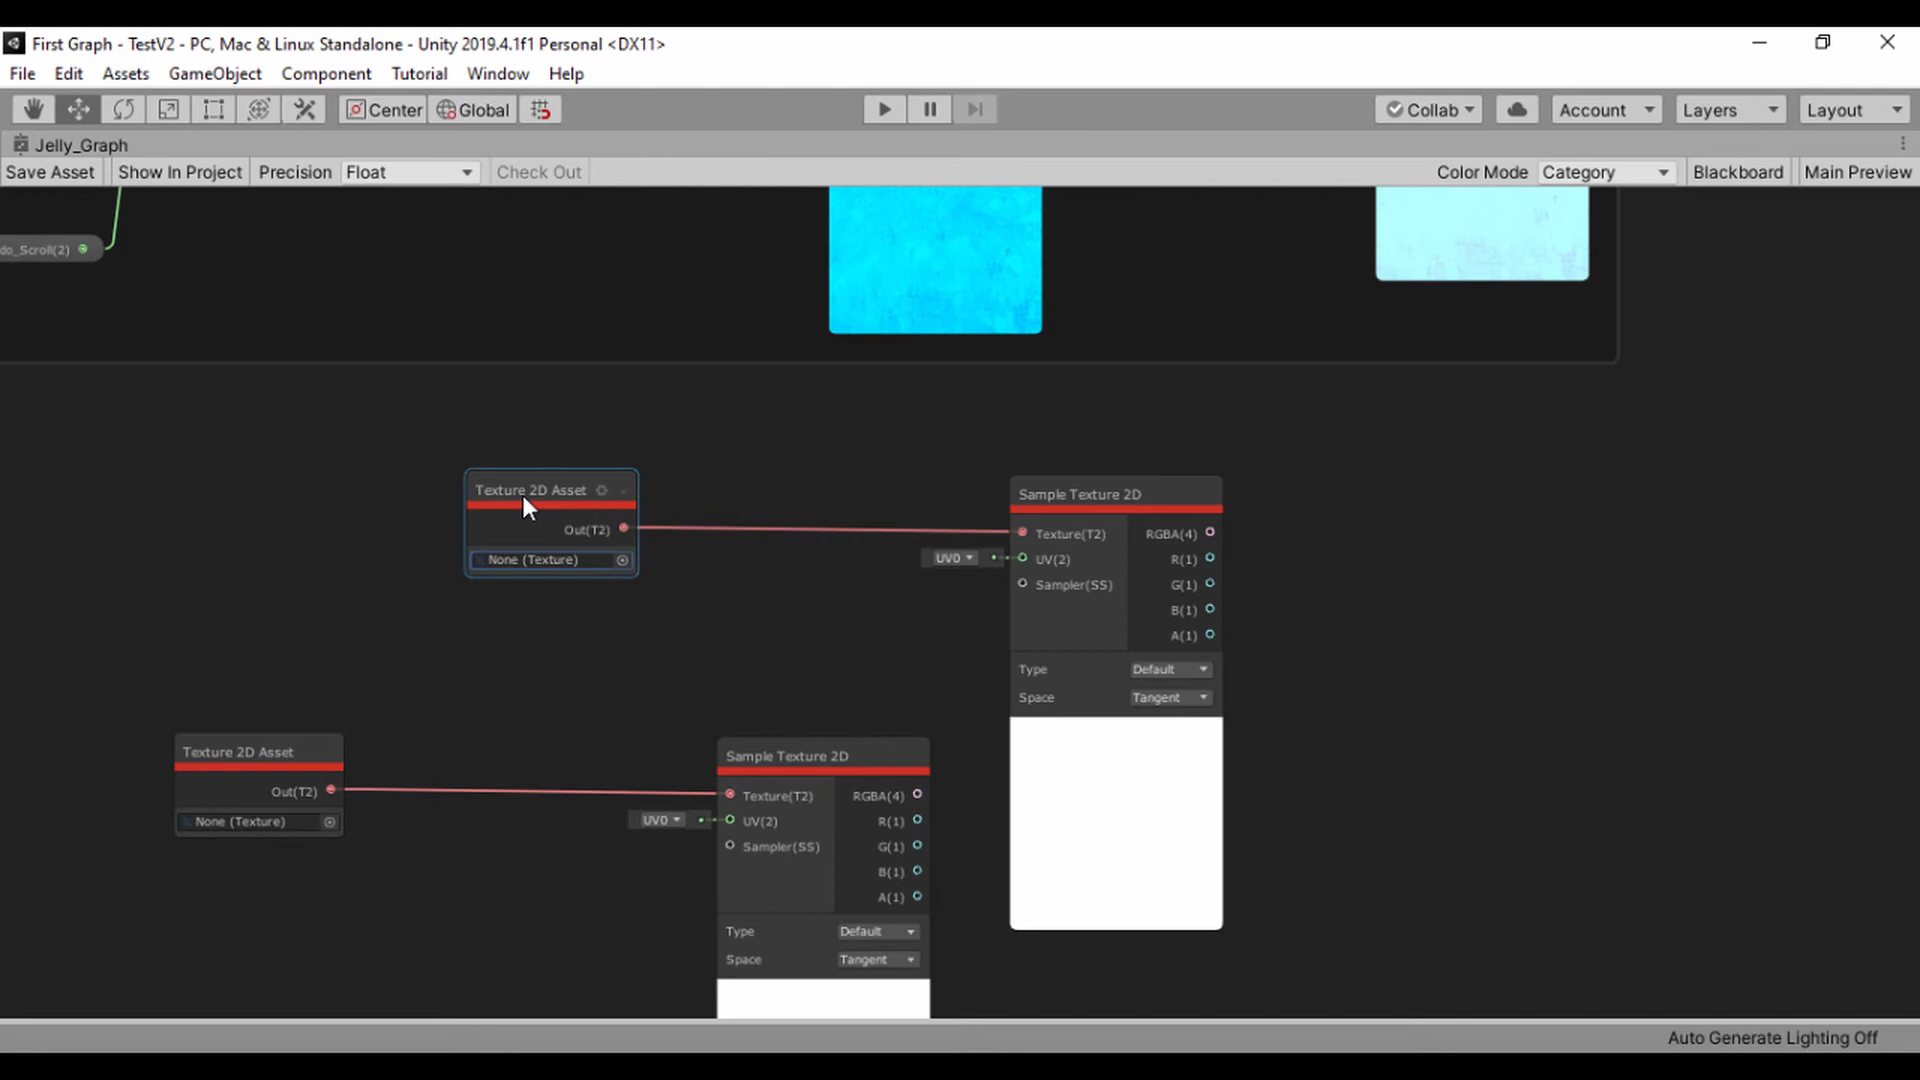 First Graph - TestV2 - PC, Mac & Linux Standalone - Unity 2019.4.1f1 Personal <DX11>
File Edit Assets GameObject Component Tutorial Window Help
Center Global Collab Account Layers Layout
Jelly_Graph
Save Asset Show In Project Precision Float Check Out Color Mode Category Blackboard Main Preview
do_Scroll(2)
Texture 2D Asset
Out(T2)
None (Texture)
Sample Texture 2D
Texture(T2) RGBA(4)
UV0 UV(2) R(1)
Sampler(SS) G(1)
B(1)
A(1)
Type Default
Space Tangent
Texture 2D Asset
Out(T2)
None (Texture)
Sample Texture 2D
Texture(T2) RGBA(4)
UV0 UV(2) R(1)
Sampler(SS) G(1)
B(1)
A(1)
Type Default
Space Tangent
Auto Generate Lighting Off